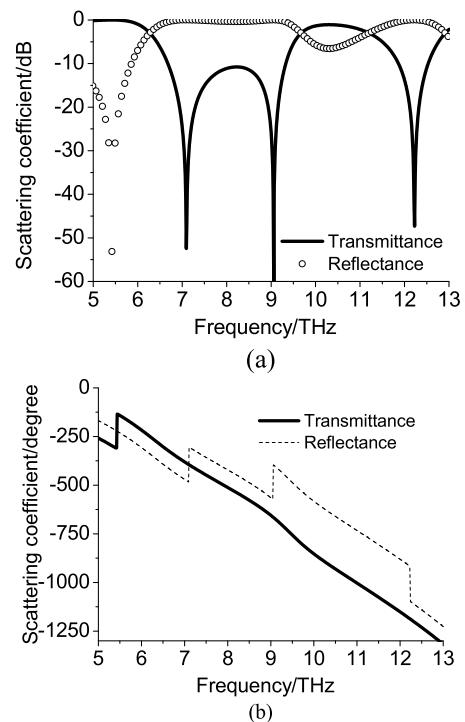 Scattering coefficient/dB
0
-10
-20
-30
-40
-50
-60
Transmittance
Reflectance
5 6 7 8 9 10 11 12 13
Frequency/THz
(a)
Scattering coefficient/degree
0
-250
-500
-750
-1000
-1250
Transmittance
Reflectance
5 6 7 8 9 10 11 12 13
Frequency/THz
(b)